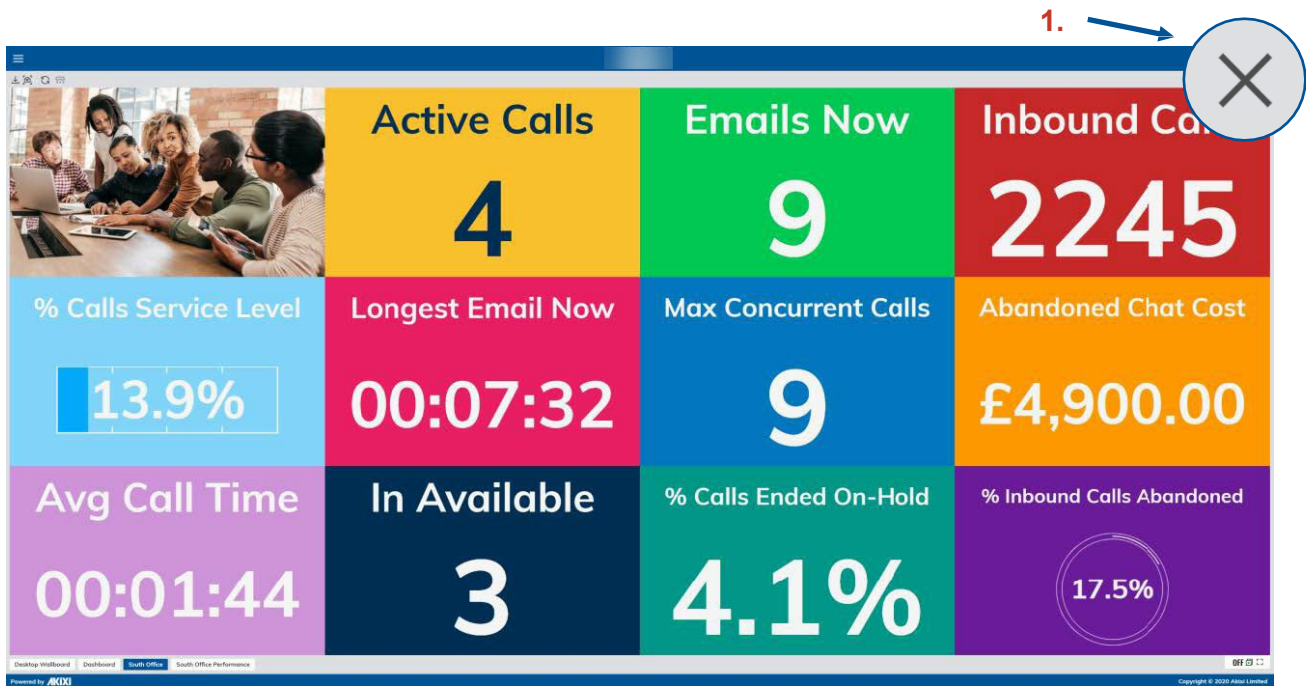 1.
Active Calls
4
Emails Now
9
Inbound Ca
2245
% Calls Service Level
13.9%
Longest Email Now
00:07:32
Max Concurrent Calls
9
Abandoned Chat Cost
£4,900.00
Avg Call Time
00:01:44
In Available
3
% Calls Ended On-Hold
4.1%
% Inbound Calls Abandoned
17.5%
Desktop Wallboard Dashboard South Office South Office Performance OFF
Powered by AKIXI Copyright © 2020 Akixi Limited